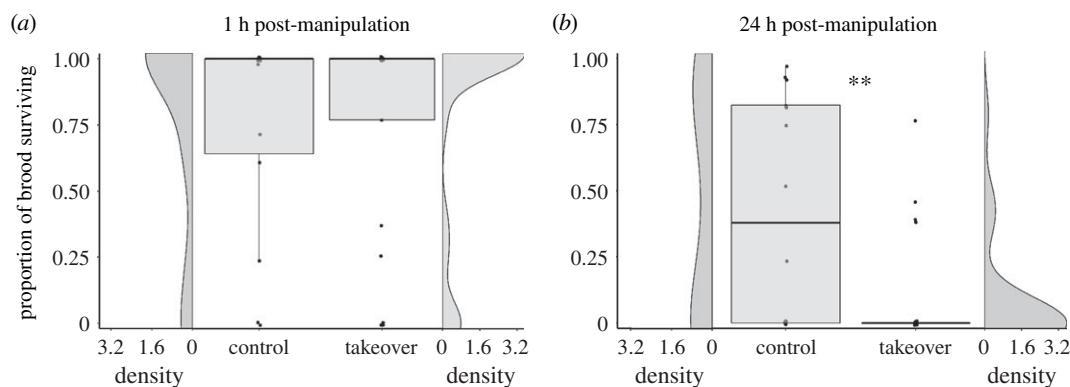 (a) 1 h post-manipulation (b) 24 h post-manipulation
proportion of brood surviving
1.00 1.00
**
0.75 0.75
0.50 0.50
0.25 0.25
0 0
3.2 1.6 0 control takeover 0 1.6 3.2 3.2 1.6 0 control takeover 0 1.6 3.2
density density density density